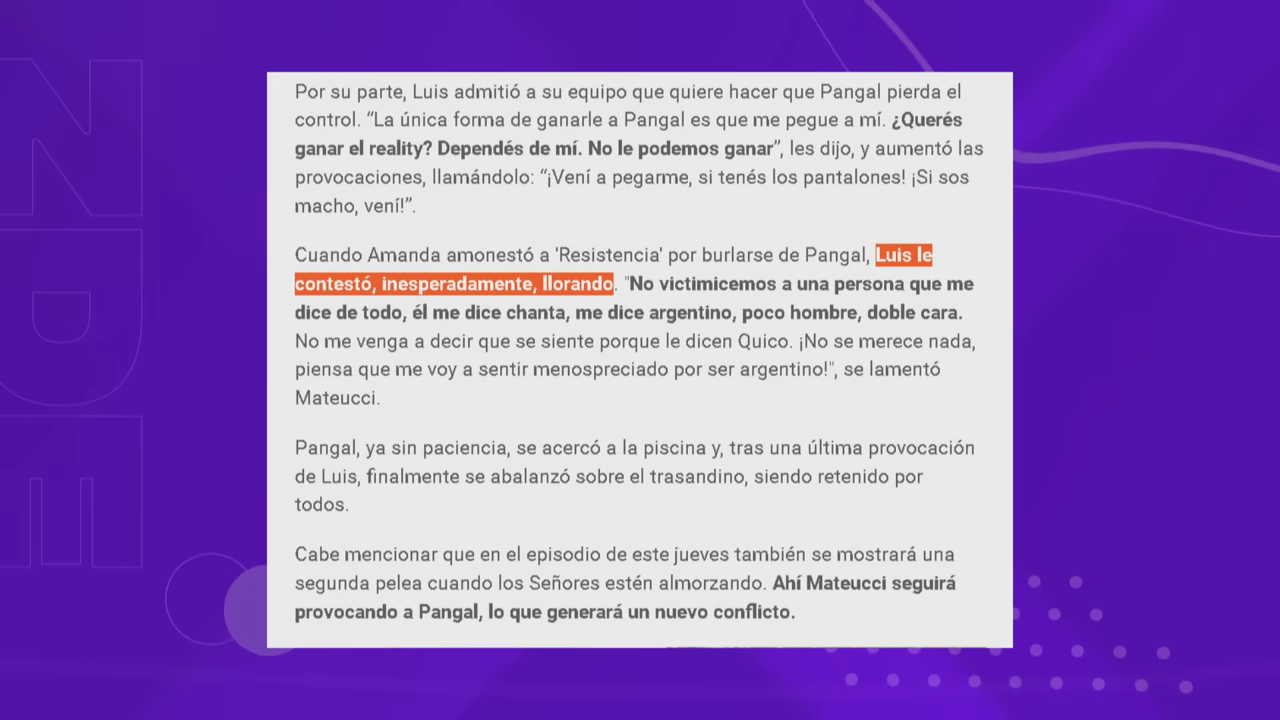 Por su parte, Luis admitió a su equipo que quiere hacer que Pangal pierda el
control. “La única forma de ganarle a Pangal es que me pegue a mí. ¿Querés
ganar el reality? Dependés de mí. No le podemos ganar”, les dijo, y aumentó las
provocaciones, llamándolo: “¡Vení a pegarme, si tenés los pantalones! ¡Si sos
macho, vení!”.
Cuando Amanda amonestó a 'Resistencia' por burlarse de Pangal, Luis le
contestó, inesperadamente, llorando. "No victimicemos a una persona que me
dice de todo, él me dice chanta, me dice argentino, poco hombre, doble cara.
No me venga a decir que se siente porque le dicen Quico. ¡No se merece nada,
piensa que me voy a sentir menospreciado por ser argentino!", se lamentó
Mateucci.
Pangal, ya sin paciencia, se acercó a la piscina y, tras una última provocación
de Luis, finalmente se abalanzó sobre el trasandino, siendo retenido por
todos.
Cabe mencionar que en el episodio de este jueves también se mostrará una
segunda pelea cuando los Señores estén almorzando. Ahí Mateucci seguirá
provocando a Pangal, lo que generará un nuevo conflicto.
ZDE